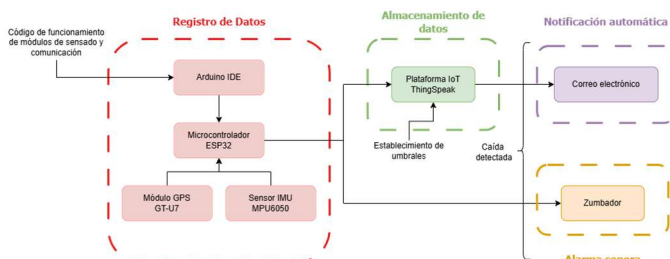 Código de funcionamiento
de módulos de sensado y
comunicación
Registro de Datos
Arduino IDE
Microcontrolador
ESP32
Módulo GPS
GT-U7
Sensor IMU
MPU6050
Almacenamiento de
datos
Plataforma IoT
ThingSpeak
Establecimiento de
umbrales
Caída
detectada
Notificación automática
Correo electrónico
Zumbador
Alarma sonora